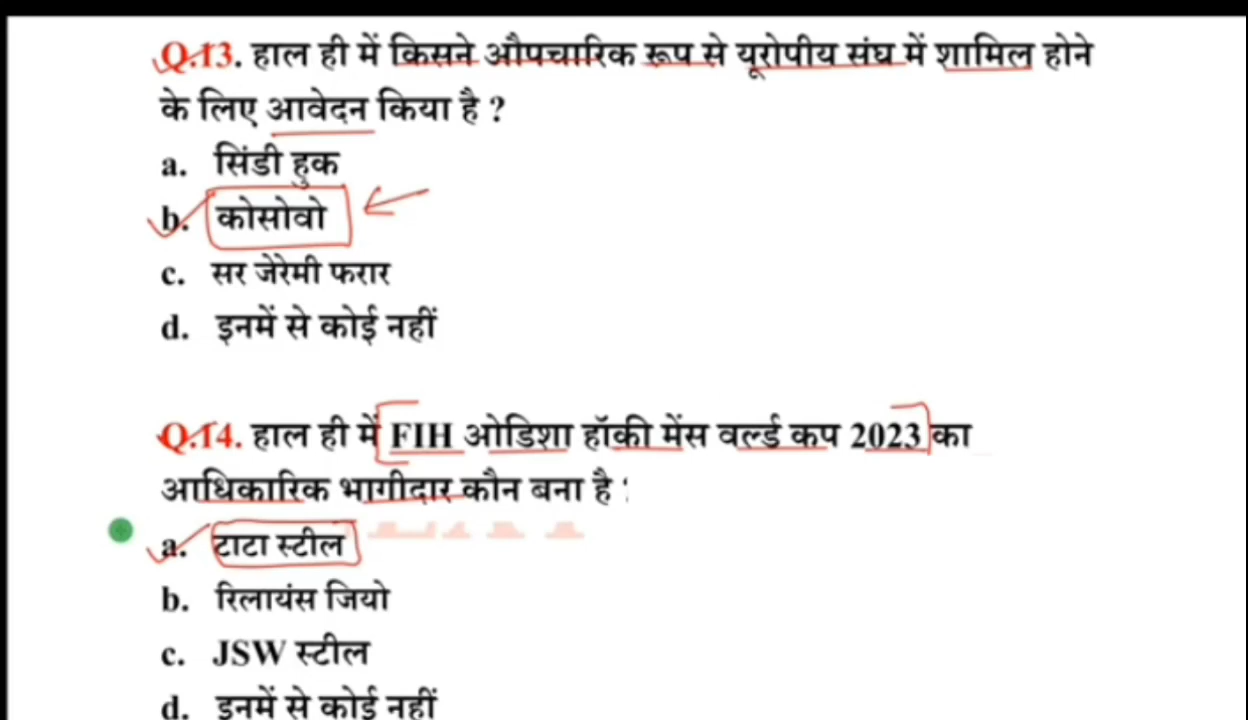 Q.13. हाल ही में किसने औपचारिक रूप से यूरोपीय संघ में शामिल होने
के लिए आवेदन किया है ?
a. सिंडी हुक
b. कोसोवो
c. सर जेरेमी फरार
d. इनमें से कोई नहीं
Q.14. हाल ही में FIH ओडिशा हॉकी मेंस वर्ल्ड कप 2023 का
आधिकारिक भागीदार कौन बना है :
a. टाटा स्टील
b. रिलायंस जियो
c. JSW स्टील
d. इनमें से कोई नहीं